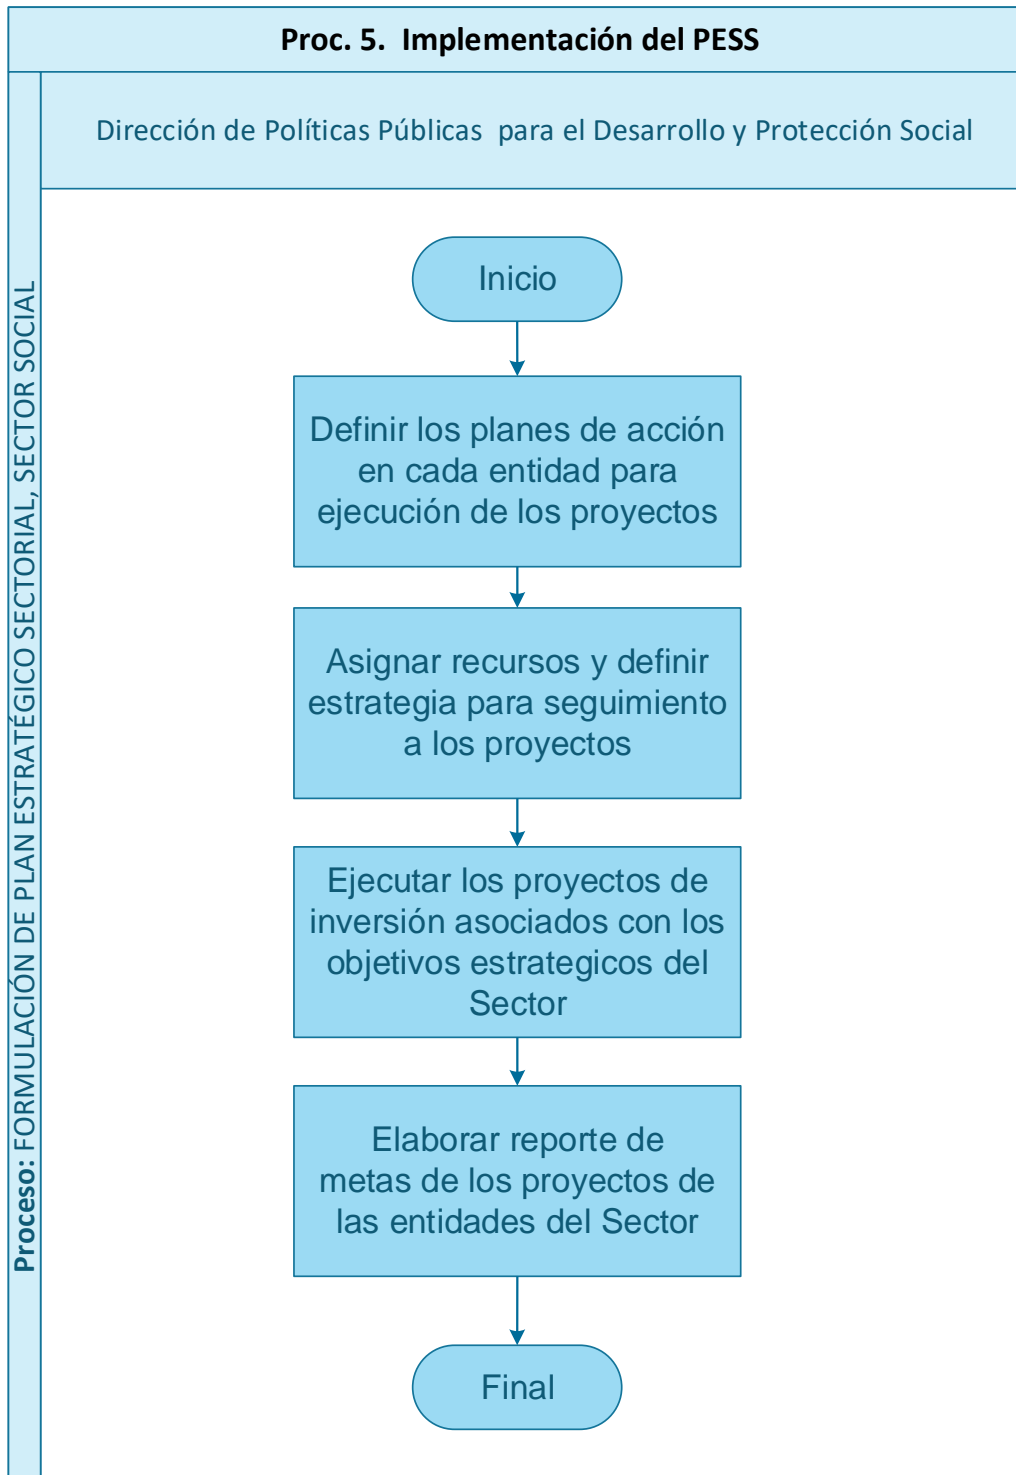 Proc. 5. Implementación del PESS
Dirección de Políticas Públicas para el Desarrollo y Protección Social
Proceso: FORMULACIÓN DE PLAN ESTRATÉGICO SECTORIAL, SECTOR SOCIAL
Inicio
Definir los planes de acción
en cada entidad para
ejecución de los proyectos
Asignar recursos y definir
estrategia para seguimiento
a los proyectos
Ejecutar los proyectos de
inversión asociados con los
objetivos estrategicos del
Sector
Elaborar reporte de
metas de los proyectos de
las entidades del Sector
Final